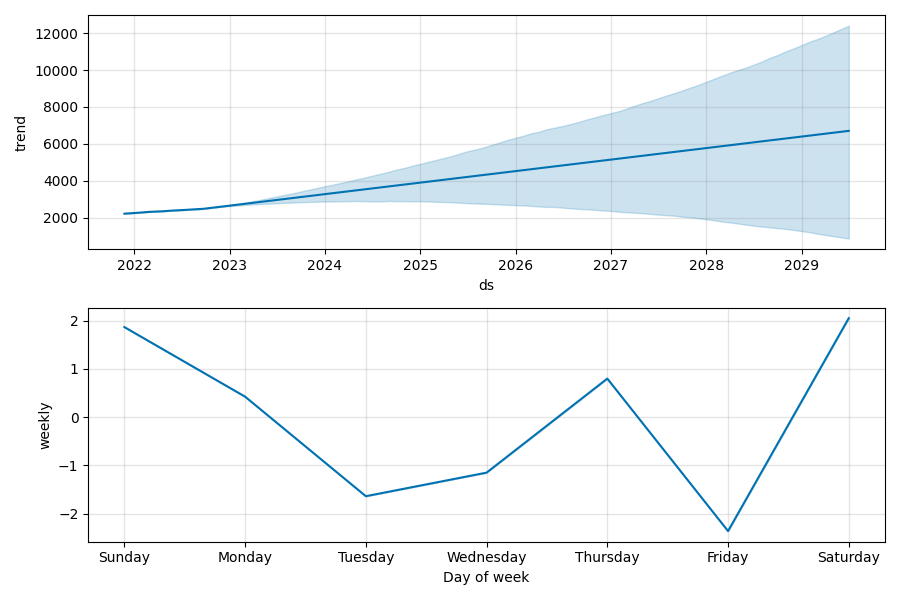 12000
10000
8000
6000
4000
2000
trend
2022 2023 2024 2025 2026 2027 2028 2029
ds
2
1
0
−1
−2
weekly
Sunday Monday Tuesday Wednesday Thursday Friday Saturday
Day of week